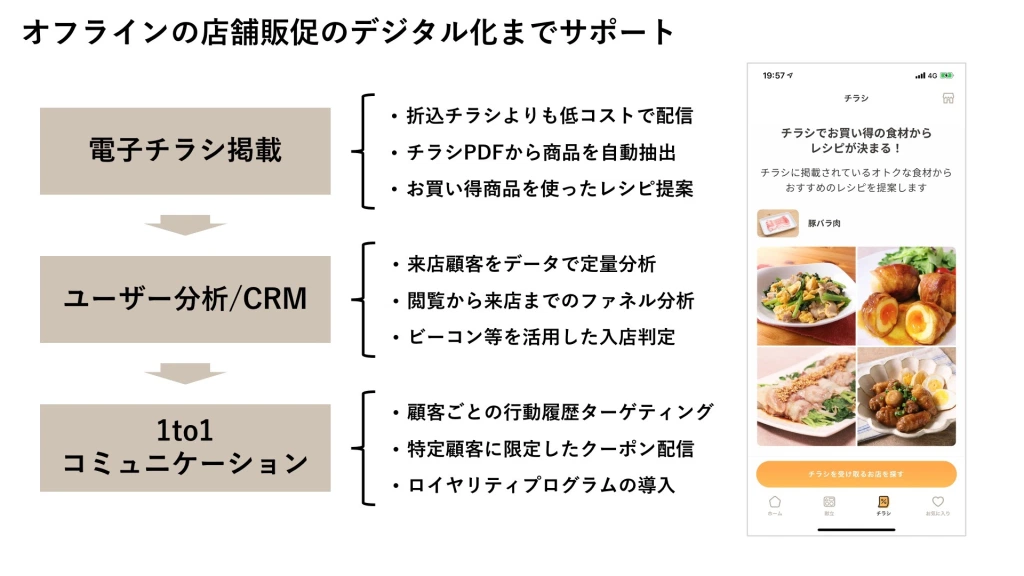 オフラインの店舗販促のデジタル化までサポート
電子チラシ掲載
・折込チラシよりも低コストで配信
・チラシPDFから商品を自動抽出
・お買い得商品を使ったレシピ提案
ユーザー分析/CRM
・来店顧客をデータで定量分析
・閲覧から来店までのファネル分析
・ビーコン等を活用した入店判定
1to1
コミュニケーション
・顧客ごとの行動履歴ターゲティング
・特定顧客に限定したクーポン配信
・ロイヤリティプログラムの導入
19:57
4G
チラシ
チラシでお買い得の食材から
レシピが決まる！
チラシに掲載されているオトクな食材から
おすすめのレシピを提案します
豚バラ肉
チラシを受け取るお店を探す
ホーム
献立
チラシ
お気に入り